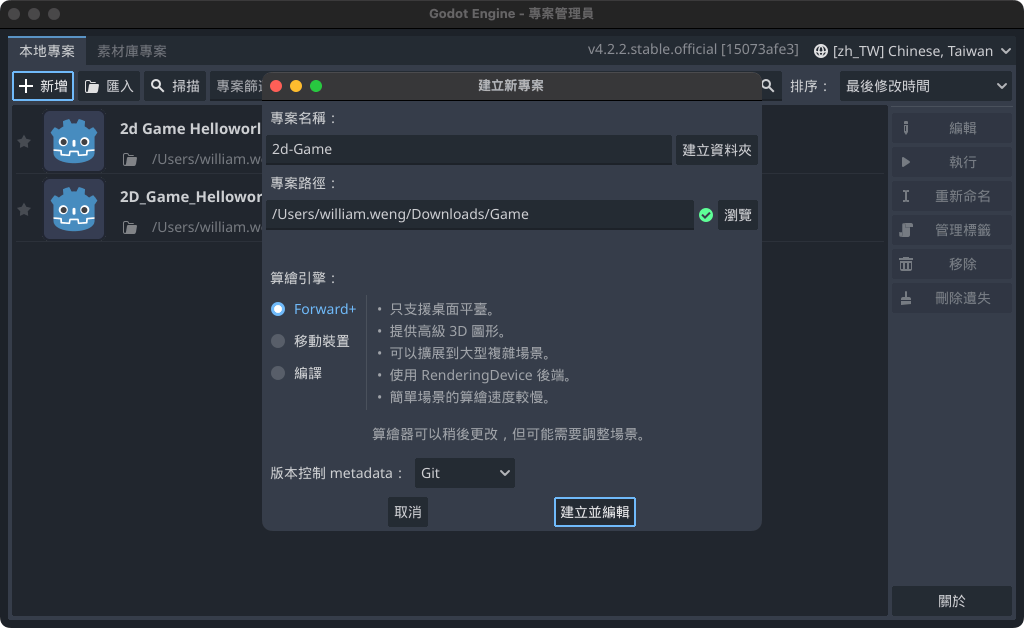 Godot Engine - 專案管理員
本地專案
素材庫專案
v4.2.2.stable.official [15073afe3]
[zh_TW] Chinese, Taiwan
新增
匯入
掃描
專案篩
排序：
最後修改時間
建立新專案
2d Game Helloworl
/Users/william.w
2D_Game_Hellowor
/Users/william.w
專案名稱：
2d-Game
建立資料夾
專案路徑：
/Users/william.weng/Downloads/Game
瀏覽
算繪引擎：
Forward+
移動裝置
編譯
• 只支援桌面平臺。
• 提供高級 3D 圖形。
• 可以擴展到大型複雜場景。
• 使用 RenderingDevice 後端。
• 簡單場景的算繪速度較慢。
算繪器可以稍後更改，但可能需要調整場景。
版本控制 metadata：
Git
取消
建立並編輯
編輯
執行
重新命名
管理標籤
移除
刪除遺失
關於